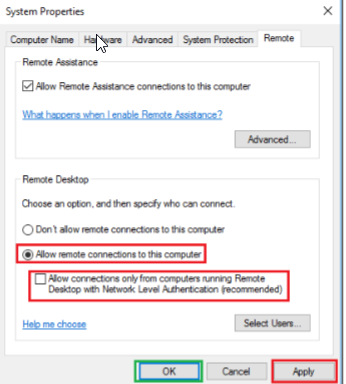 System Properties
Computer Name Hardware Advanced System Protection Remote
Remote Assistance
Allow Remote Assistance connections to this computer
What happens when I enable Remote Assistance?
Advanced...
Remote Desktop
Choose an option, and then specify who can connect.
Don't allow remote connections to this computer
Allow remote connections to this computer
Allow connections only from computers running Remote
Desktop with Network Level Authentication (recommended)
Help me choose
Select Users...
OK Cancel Apply